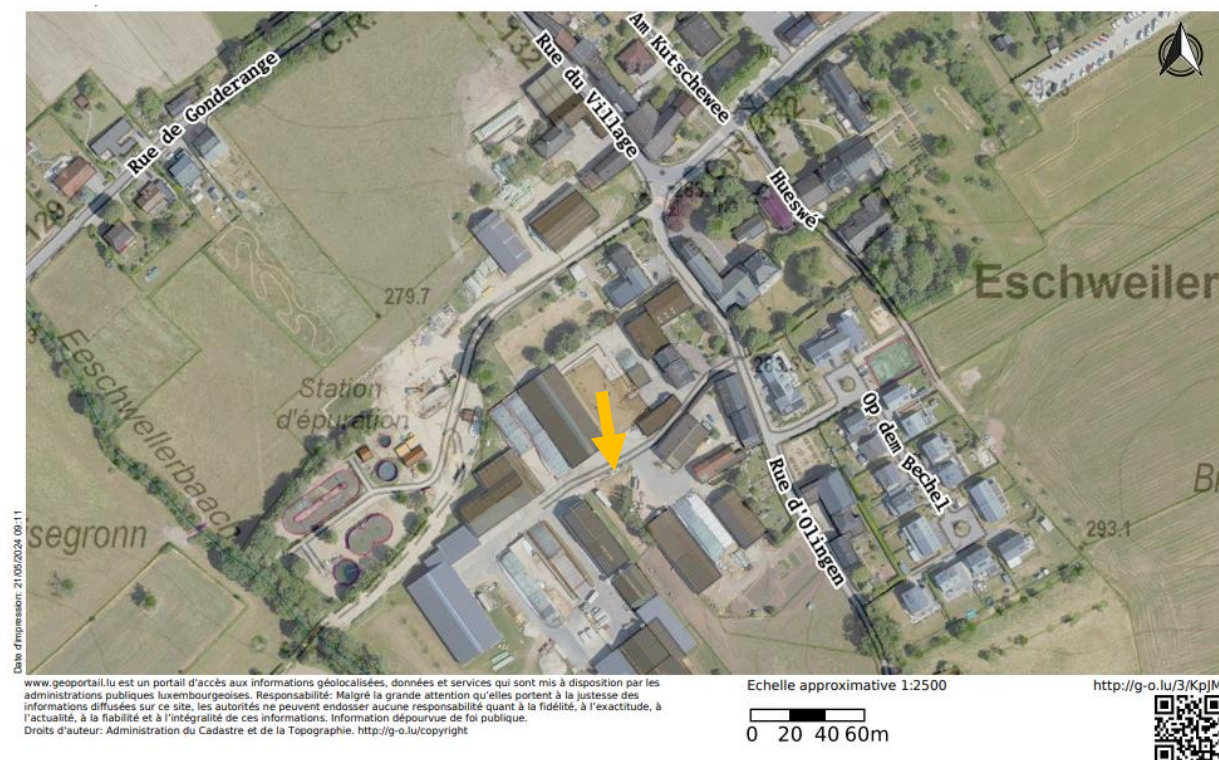 C.R.
132
Am Kutschewee
Rue du Village
Rue de Gonderange
129
Hueswé
Eschweiler
279.7
Eeschwellerbaach
Station
d'épuration
283.3
Op dem Bechel
Rue d'Olingen
segronn
293.1
Date d'impression: 21/05/2024 09:11
www.geoportail.lu est un portail d'accès aux informations géolocalisées, données et services qui sont mis à disposition par les
administrations publiques luxembourgeoises. Responsabilité: Malgré la grande attention qu'elles portent à la justesse des
informations diffusées sur ce site, les autorités ne peuvent endosser aucune responsabilité quant à la fidélité, à l'exactitude, à
l'actualité, à la fiabilité et à l'intégralité de ces informations. Information dépourvue de foi publique.
Droits d'auteur: Administration du Cadastre et de la Topographie. http://g-o.lu/copyright
Echelle approximative 1:2500
0 20 40 60m
http://g-o.lu/3/KpJM